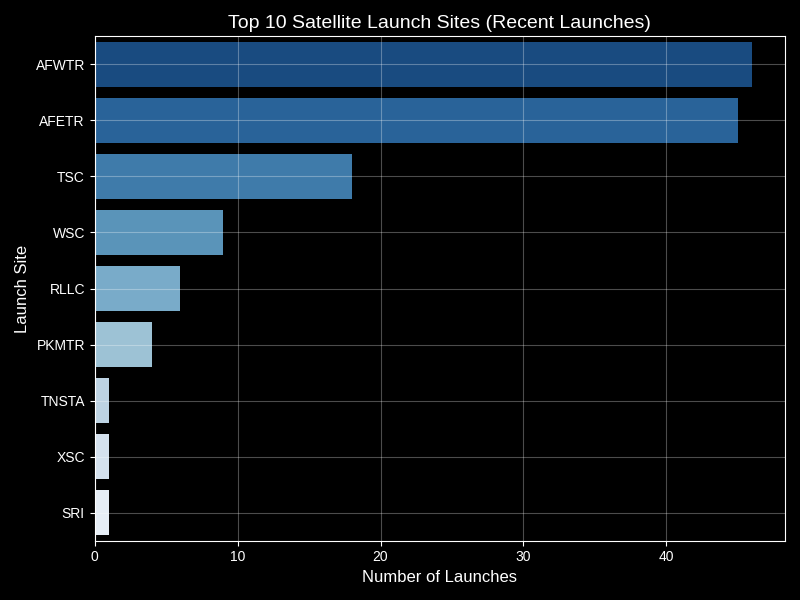 Top 10 Satellite Launch Sites (Recent Launches)
AFWTR
AFETR
TSC
WSC
RLLC
PKMTR
TNSTA
XSC
SRI
Launch Site
0 10 20 30 40
Number of Launches